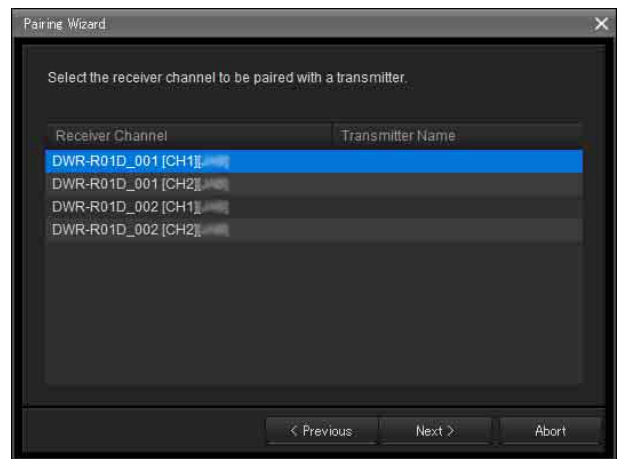 Pairing Wizard
Select the receiver channel to be paired with a transmitter.
Receiver Channel Transmitter Name
DWR-R01D_001 [CH1][
DWR-R01D_001 [CH2][
DWR-R01D_002 [CH1][
DWR-R01D_002 [CH2][
< Previous Next > Abort